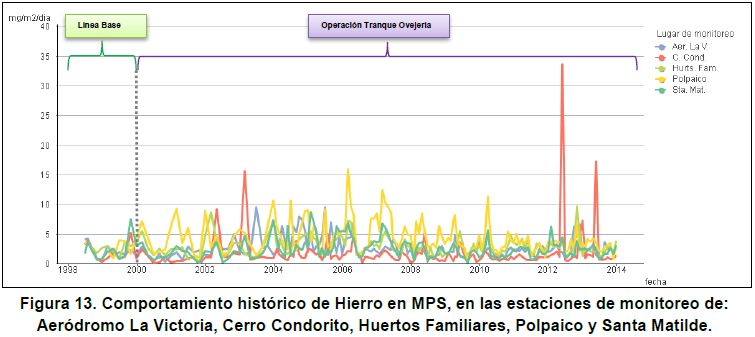 mg/m2/día
Línea Base
Operación Tranque Ovejería
40
35
30
25
20
15
10
5
0
1998
2000
2002
2004
2006
2008
2010
2012
2014
fecha
Lugar de monitoreo
Aer. La V.
C. Cond.
Hurts. Fam.
Polpaico
Sta. Mat.
Figura 13. Comportamiento histórico de Hierro en MPS, en las estaciones de monitoreo de:
Aeródromo La Victoria, Cerro Condorito, Huertos Familiares, Polpaico y Santa Matilde.